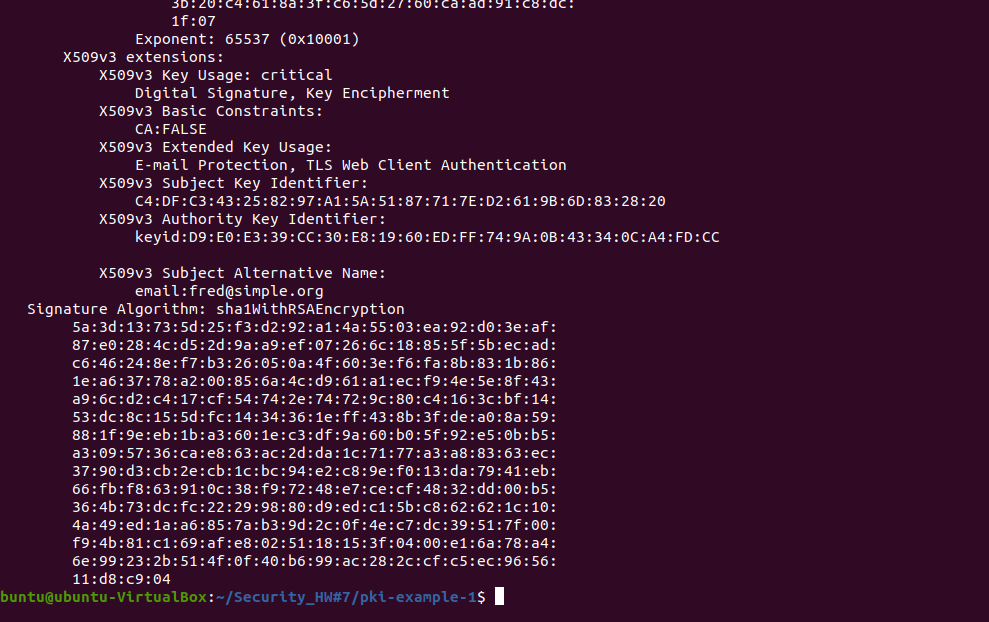 3b:20:c4:61:8a:3f:c6:5d:27:60:ca:ad:91:c8:dc:
1f:07
Exponent: 65537 (0x10001)
X509v3 extensions:
X509v3 Key Usage: critical
Digital Signature, Key Encipherment
X509v3 Basic Constraints:
CA:FALSE
X509v3 Extended Key Usage:
E-mail Protection, TLS Web Client Authentication
X509v3 Subject Key Identifier:
C4:DF:C3:43:25:82:97:A1:5A:51:87:71:7E:D2:61:9B:6D:83:28:20
X509v3 Authority Key Identifier:
keyid:D9:E0:E3:39:CC:30:E8:19:60:ED:FF:74:9A:0B:43:34:0C:A4:FD:CC
X509v3 Subject Alternative Name:
email:fred@simple.org
Signature Algorithm: sha1WithRSAEncryption
5a:3d:13:73:5d:25:f3:d2:92:a1:4a:55:03:ea:92:d0:3e:af:
87:e0:28:4c:d5:2d:9a:a9:ef:07:26:6c:18:85:5f:5b:ec:ad:
c6:46:24:8e:f7:b3:26:05:0a:4f:60:3e:f6:fa:8b:83:1b:86:
1e:a6:37:78:a2:00:85:6a:4c:d9:61:a1:ec:f9:4e:5e:8f:43:
a9:6c:d2:c4:17:cf:54:74:2e:74:72:9c:80:c4:16:3c:bf:14:
53:dc:8c:15:5d:fc:14:34:36:1e:ff:43:8b:3f:de:a0:8a:59:
88:1f:9e:eb:1b:a3:60:1e:c3:df:9a:60:b0:5f:92:e5:0b:b5:
a3:09:57:36:ca:e8:63:ac:2d:da:1c:71:77:a3:a8:83:63:ec:
37:90:d3:cb:2e:cb:1c:bc:94:e2:c8:9e:f0:13:da:79:41:eb:
66:fb:f8:63:91:0c:38:f9:72:48:e7:ce:cf:48:32:dd:00:b5:
36:4b:73:dc:fc:22:29:98:80:d9:ed:c1:5b:c8:62:62:1c:10:
4a:49:ed:1a:a6:85:7a:b3:9d:2c:0f:4e:c7:dc:39:51:7f:00:
f9:4b:81:c1:69:af:e8:02:51:18:15:3f:04:00:e1:6a:78:a4:
6e:99:23:2b:51:4f:0f:40:b6:99:ac:28:2c:cf:c5:ec:96:56:
11:d8:c9:04
buntu@ubuntu-VirtualBox:~/Security_HW#7/pki-example-1$